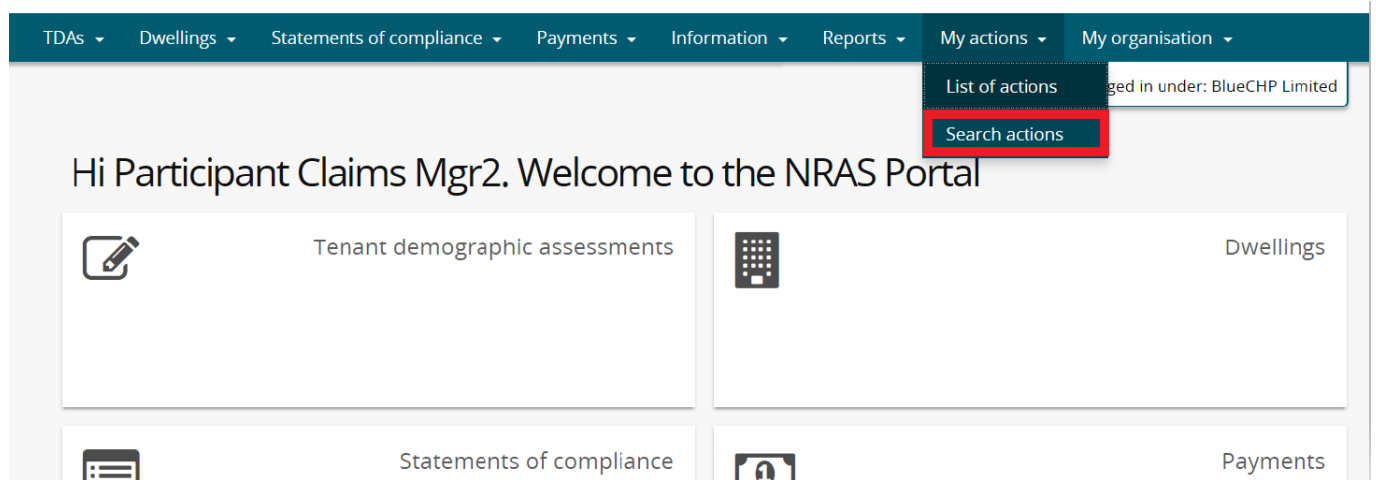 TDAs Dwellings Statements of compliance Payments Information Reports My actions My organisation
List of actions
ged in under: BlueCHP Limited
Search actions
Hi Participant Claims Mgr2. Welcome to the NRAS Portal
Tenant demographic assessments
Dwellings
Statements of compliance
Payments